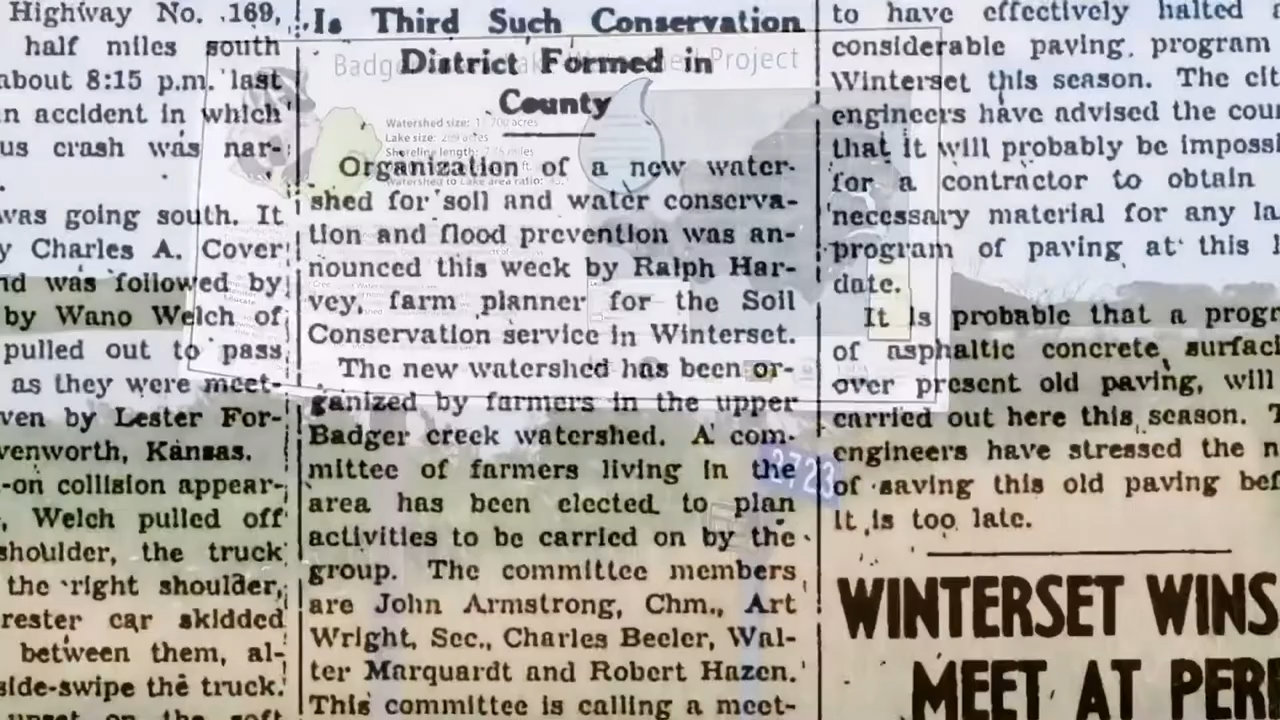 Highway No. 169,
half miles south
about 8:15 p.m. last
an accident in which
us crash was nar-
was going south. It
y Charles A. Cover
nd was followed by
by Wano Welch of
pulled out to pass
as they were meet-
ven by Lester For-
venworth, Kansas.
-on collision appear-
, Welch pulled off
shoulder, the truck
the right shoulder,
rester car skidded
between them, al-
side-swipe the truck.
Is Third Such Conservation
District Formed in
County
Organization of a new water-
shed for soil and water conserva-
tion and flood prevention was an-
nounced this week by Ralph Har-
vey, farm planner for the Soil
Conservation service in Winterset.
The new watershed has been or-
ganized by farmers in the upper
Badger creek watershed. A com-
mittee of farmers living in the
area has been elected to plan
activities to be carried on by the
group. The committee members
are John Armstrong, Chm., Art
Wright, Sec., Charles Beeler, Wal-
ter Marquardt and Robert Hazen.
This committee is calling a meet-
to have effectively halted a
considerable paving program
Winterset this season. The cit
engineers have advised the cou
that it will probably be impossi
for a contractor to obtain
necessary material for any la
program of paving at this l
date.
It is probable that a progr
of asphaltic concrete surfac
over present old paving, will
carried out here this season. T
engineers have stressed the n
of saving this old paving bef
it is too late.
WINTERSET WINS
MEET AT PER
Project
Watershed size:
acres
Lake size:
acres
Shoreline length:
miles
ft.
Watershed to Lake area ratio:
2723